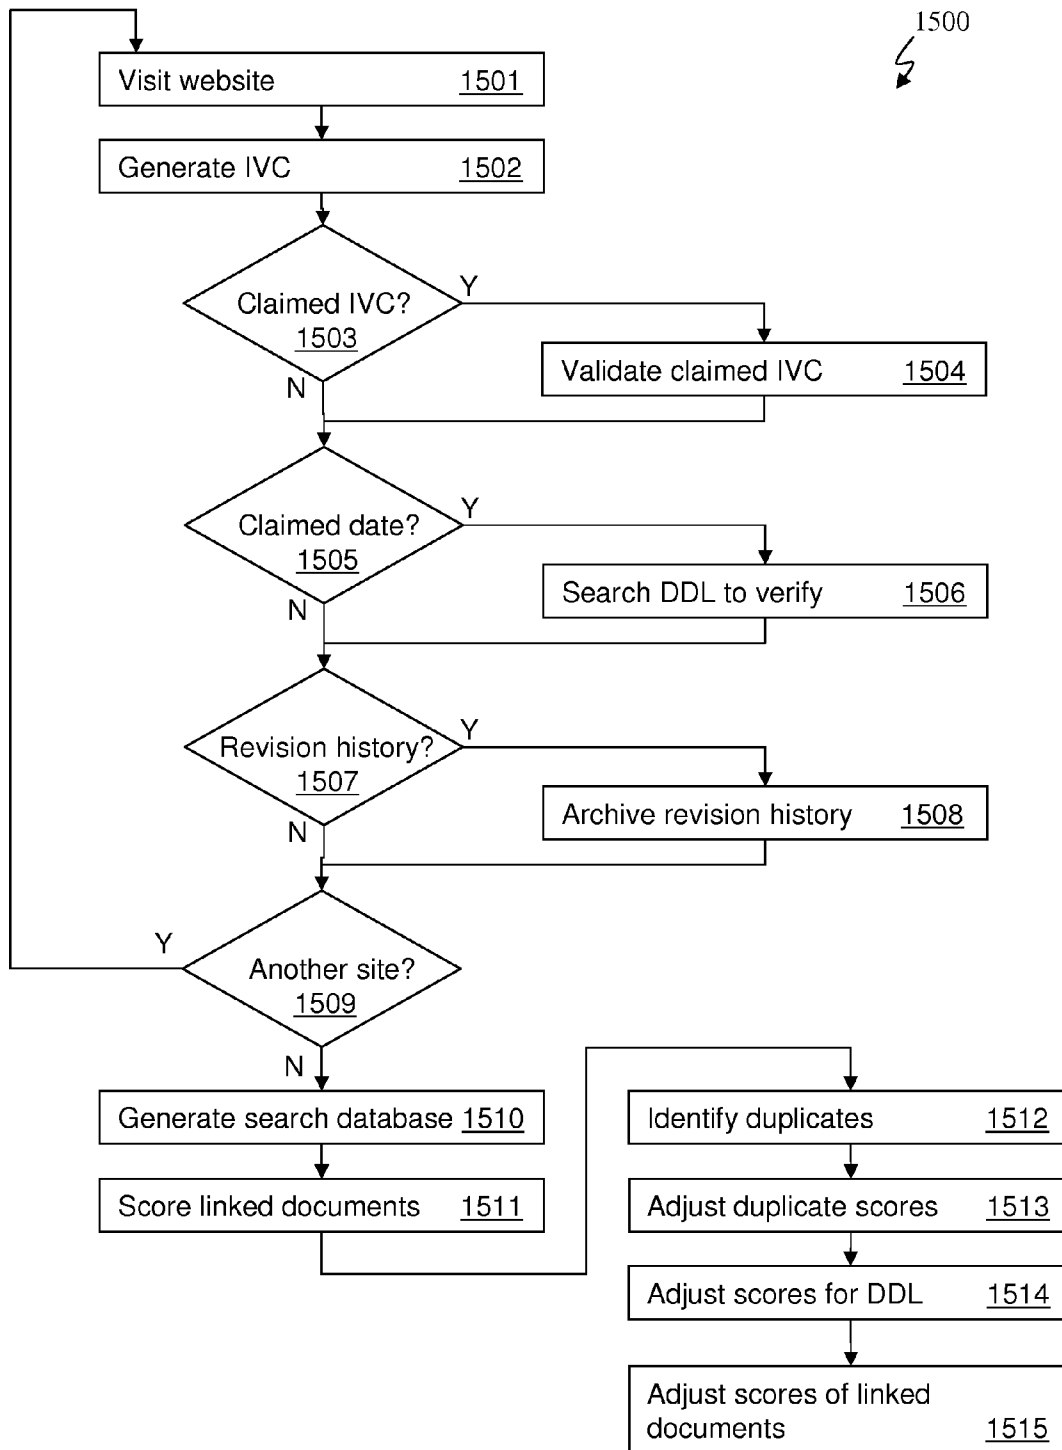 1500
Visit website 1501
Generate IVC 1502
Claimed IVC?
1503
Y
N
Validate claimed IVC 1504
Claimed date?
1505
Y
N
Search DDL to verify 1506
Revision history?
1507
Y
N
Archive revision history 1508
Another site?
1509
Y
N
Generate search database 1510
Score linked documents 1511
Identify duplicates 1512
Adjust duplicate scores 1513
Adjust scores for DDL 1514
Adjust scores of linked
documents 1515